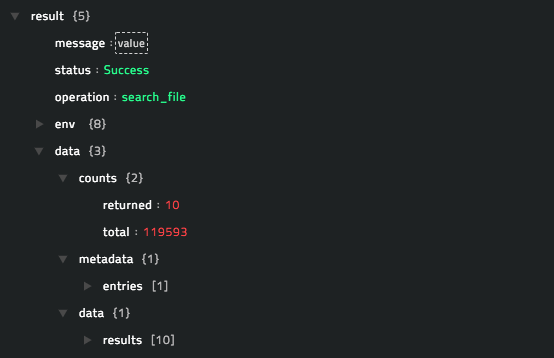 result {5}
message : value
status : Success
operation : search_file
env {8}
data {3}
counts {2}
returned : 10
total : 119593
metadata {1}
entries [1]
data {1}
results [10]